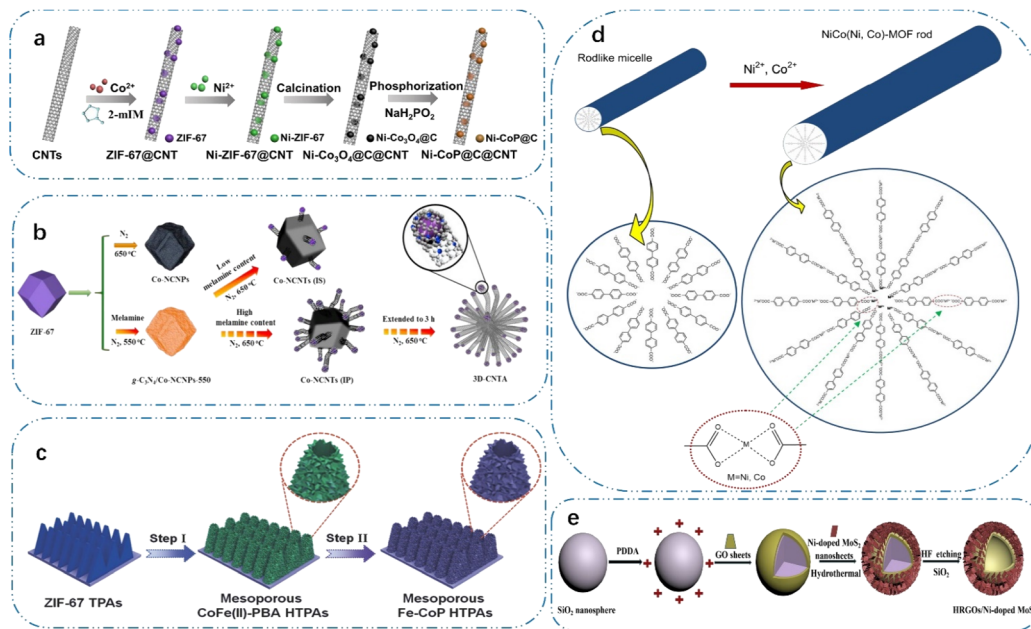 a
Co²⁺
2-mIM
Ni²⁺
Calcination
Phosphorization
NaH₂PO₂
ZIF-67
Ni-ZIF-67
Ni-Co₃O₄@C
Ni-CoP@C
CNTs
ZIF-67@CNT
Ni-ZIF-67@CNT
Ni-Co₃O₄@C@CNT
Ni-CoP@C@CNT
b
ZIF-67
N₂
650 °C
Co-NCNPs
Melamine
N₂, 550 °C
g-C₃N₄/Co-NCNPs-550
Low
melamine content
N₂, 650 °C
Co-NCNTs (IS)
High
melamine content
N₂, 650 °C
Co-NCNTs (IP)
Extended to 3 h
N₂, 650 °C
3D-CNTA
c
ZIF-67 TPAs
Step I
Mesoporous
CoFe(II)-PBA HTPAs
Step II
Mesoporous
Fe-CoP HTPAs
d
Rodlike micelle
Ni²⁺, Co²⁺
NiCo(Ni, Co)-MOF rod
O
O
M
O
O
M=Ni, Co
e
SiO₂ nanosphere
PDDA
GO sheets
Ni-doped MoS₂
nanosheets
Hydrothermal
HF etching
SiO₂
HRGOs/Ni-doped MoS